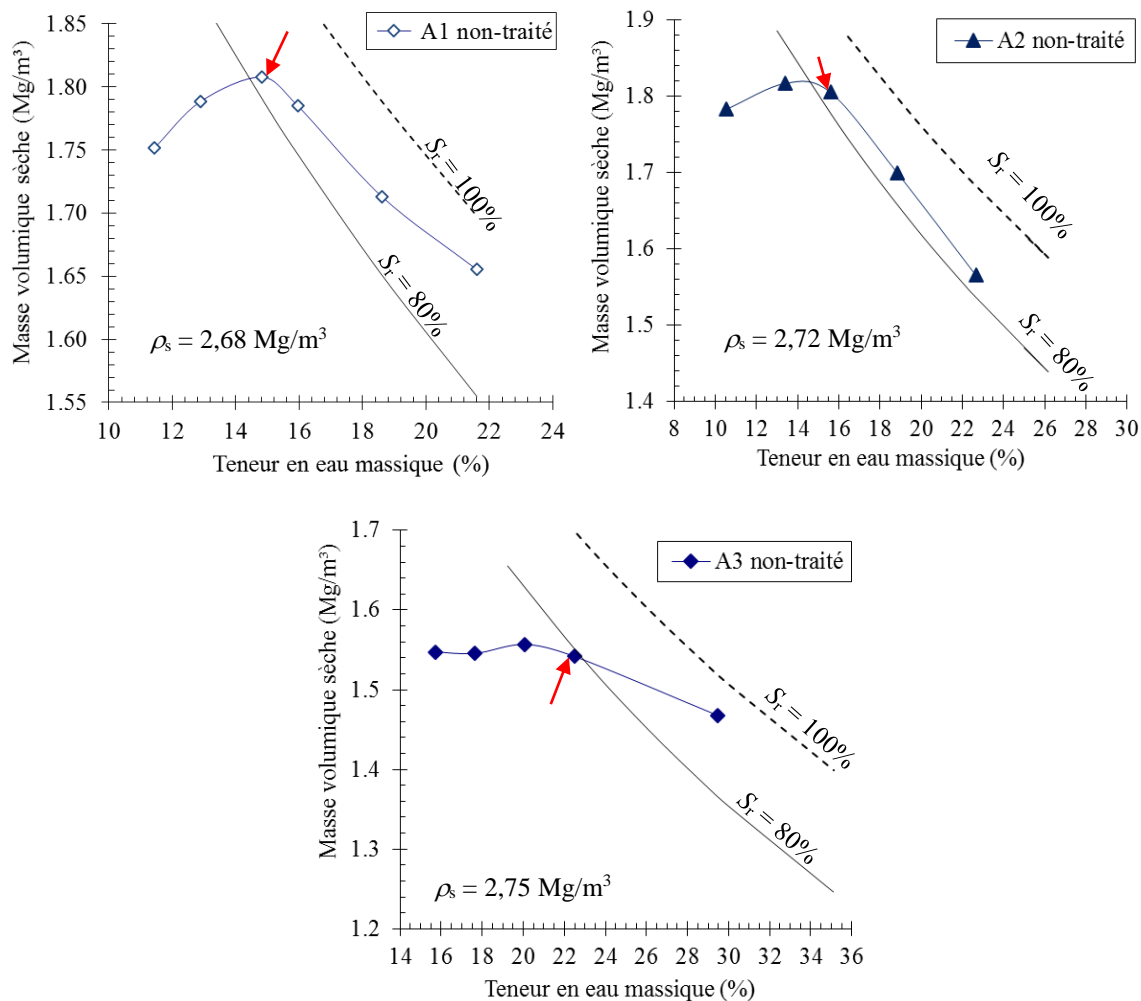 A1 non-traité
Masse volumique sèche (Mg/m³)
1.85
1.80
1.75
1.70
1.65
1.60
1.55
Sr = 100%
Sr = 80%
ρs = 2,68 Mg/m³
10 12 14 16 18 20 22 24
Teneur en eau massique (%)
A2 non-traité
Masse volumique sèche (Mg/m³)
1.9
1.8
1.7
1.6
1.5
1.4
Sr = 100%
Sr = 80%
ρs = 2,72 Mg/m³
8 10 12 14 16 18 20 22 24 26 28 30
Teneur en eau massique (%)
A3 non-traité
Masse volumique sèche (Mg/m³)
1.7
1.6
1.5
1.4
1.3
1.2
Sr = 100%
Sr = 80%
ρs = 2,75 Mg/m³
14 16 18 20 22 24 26 28 30 32 34 36
Teneur en eau massique (%)